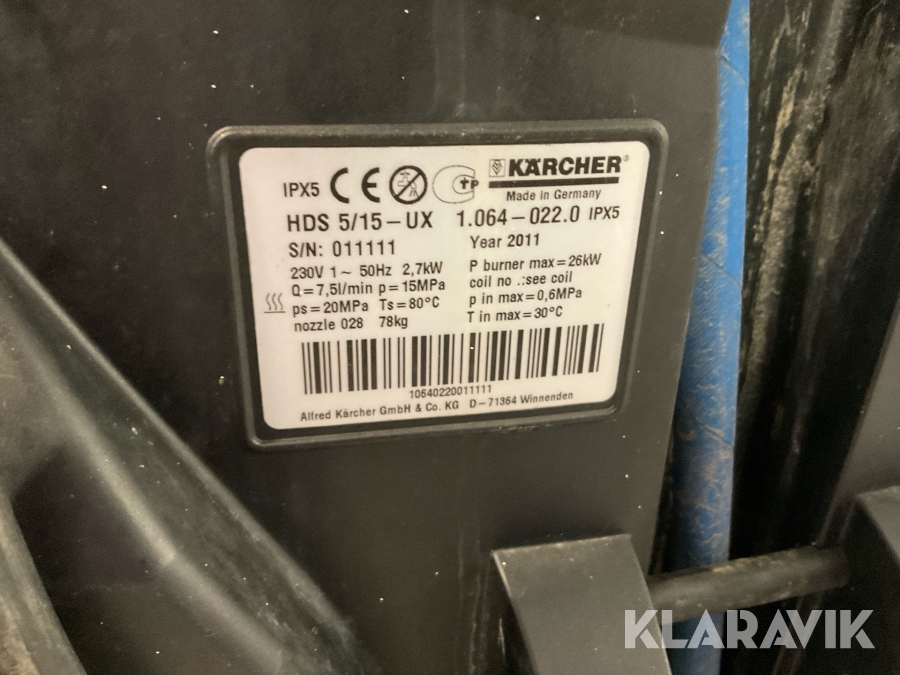 IPX5 CE KÄRCHER®
Made in Germany
HDS 5/15-UX 1.064-022.0 IPX5
S/N: 011111 Year 2011
230V 1~ 50Hz 2,7kW P burner max=26kW
Q=7,5l/min p=15MPa coil no .:see coil
ps=20MPa Ts=80°C p in max=0,6MPa
nozzle 028 78kg T in max=30°C
10640220011111
Alfred Kärcher GmbH & Co. KG D-71364 Winnenden
KLARAVIK